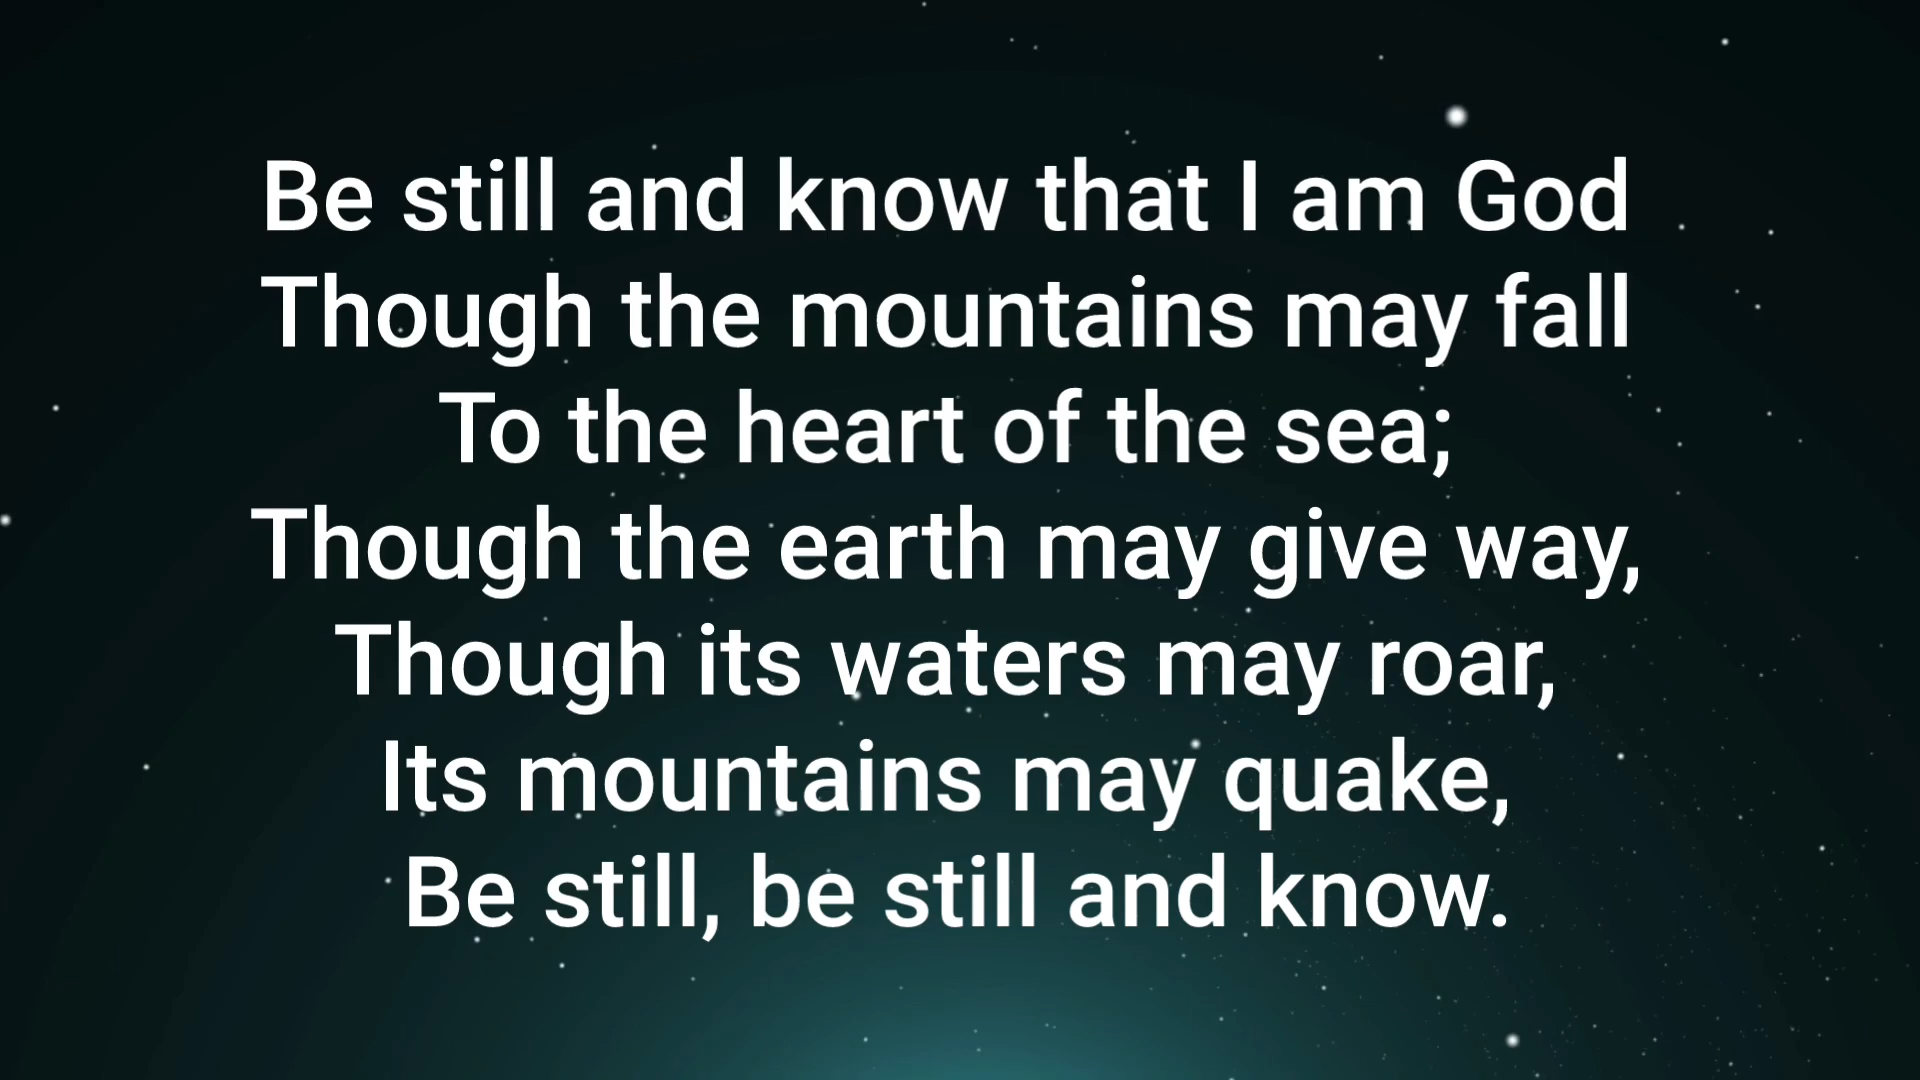 Be still and know that I am God
Though the mountains may fall
To the heart of the sea;
Though the earth may give way,
Though its waters may roar,
Its mountains may quake,
Be still, be still and know.